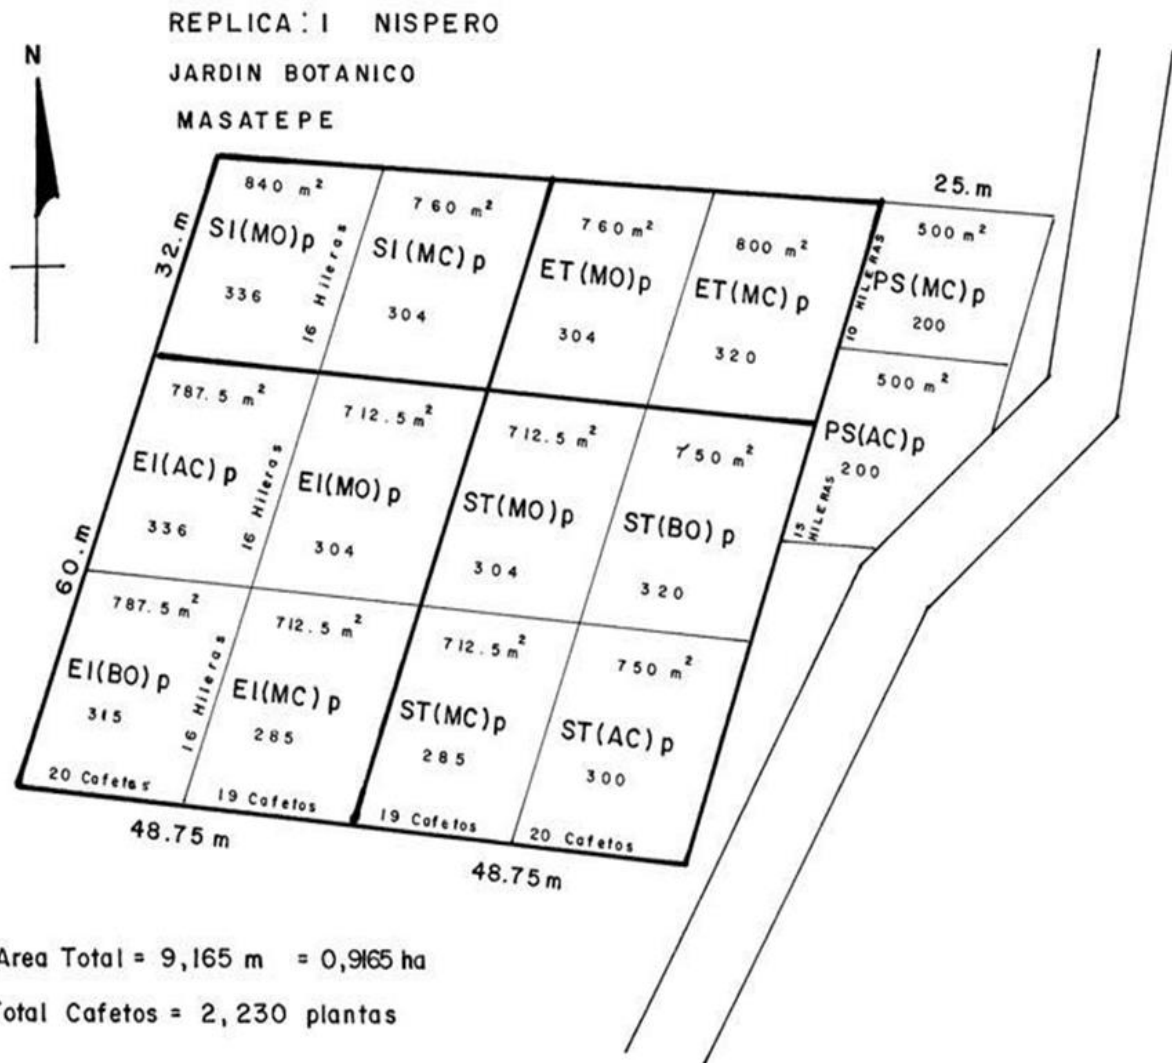 REPLICA: 1 NISPERO
JARDIN BOTANICO
MASATEPE
N
25.m
32.m
840 m²
760 m²
760 m²
800 m²
500 m²
SI(MO)p
SI(MC)p
ET(MO)p
ET(MC)p
PS(MC)p
336
304
304
320
200
16 Hileras
10 HILERAS
787.5 m²
712.5 m²
712.5 m²
750 m²
500 m²
EI(AC)p
EI(MO)p
ST(MO)p
ST(BO)p
PS(AC)p
336
304
304
320
200
16 Hileras
15 HILERAS
60.m
787.5 m²
712.5 m²
712.5 m²
750 m²
EI(BO)p
EI(MC)p
ST(MC)p
ST(AC)p
315
285
285
300
16 Hileras
20 Cafetos
19 Cafetos
19 Cafetos
20 Cafetos
48.75 m
48.75 m
Area Total = 9,165 m = 0,9165 ha
Total Cafetos = 2,230 plantas